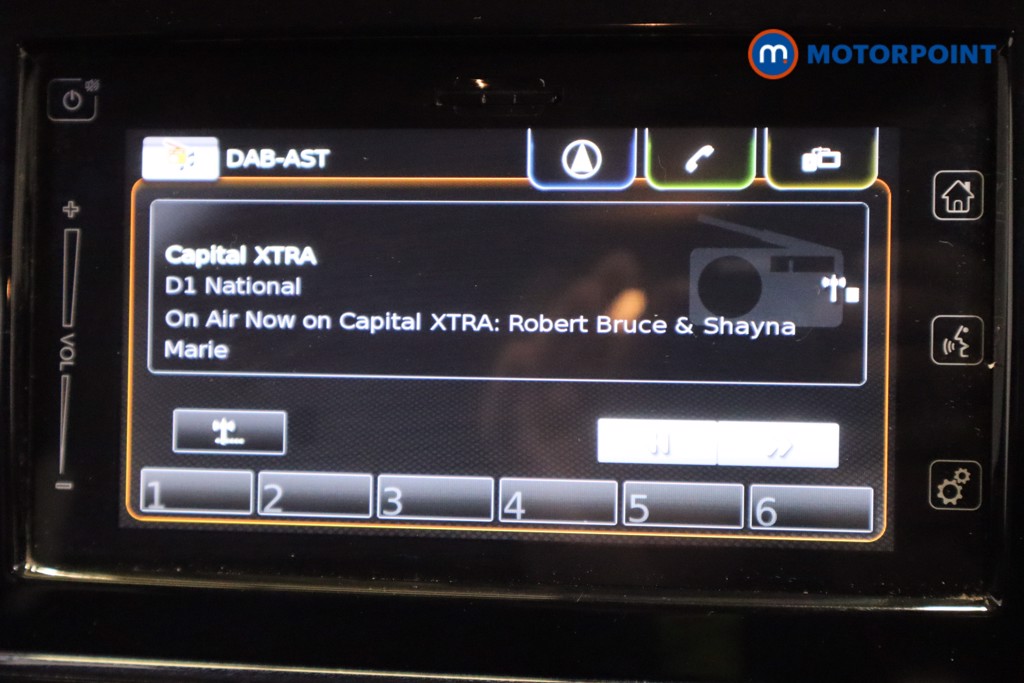 MOTORPOINT
DAB-AST
Capital XTRA
D1 National
On Air Now on Capital XTRA: Robert Bruce & Shayna
Marie
+
VOL
-
1 2 3 4 5 6